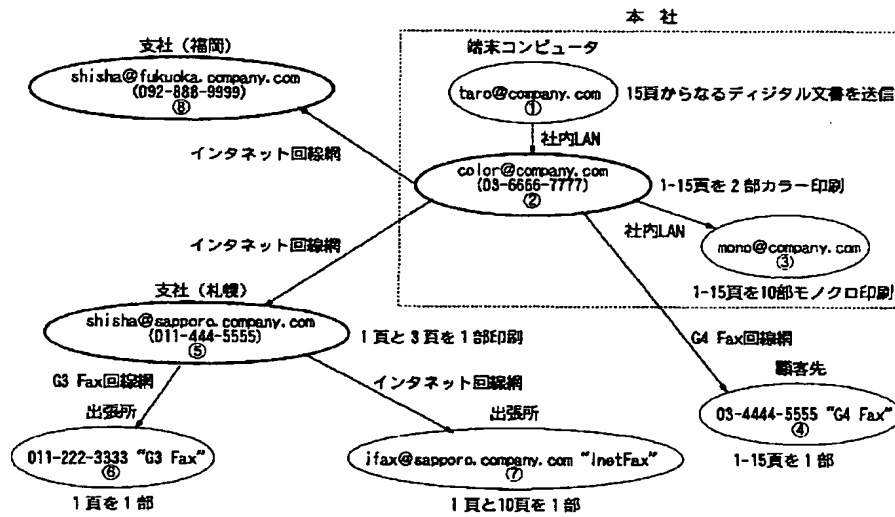 本 社
支社（福岡）
shisha@fukuoka.company.com
(092-888-9999)
⑧
端末コンピュータ
taro@company.com
①
15頁からなるディジタル文書を送信
社内LAN
インタネット回線網
color@company.com
(03-6666-7777)
②
1-15頁を2部カラー印刷
社内LAN
インタネット回線網
mono@company.com
③
1-15頁を10部モノクロ印刷
支社（札幌）
shisha@sapporo.company.com
(011-444-5555)
⑤
1頁と3頁を1部印刷
G4 Fax回線網
G3 Fax回線網
インタネット回線網
顧客先
03-4444-5555 "G4 Fax"
④
1-15頁を1部
出張所
011-222-3333 "G3 Fax"
⑥
1頁を1部
出張所
ifax@sapporo.company.com "InetFax"
⑦
1頁と10頁を1部